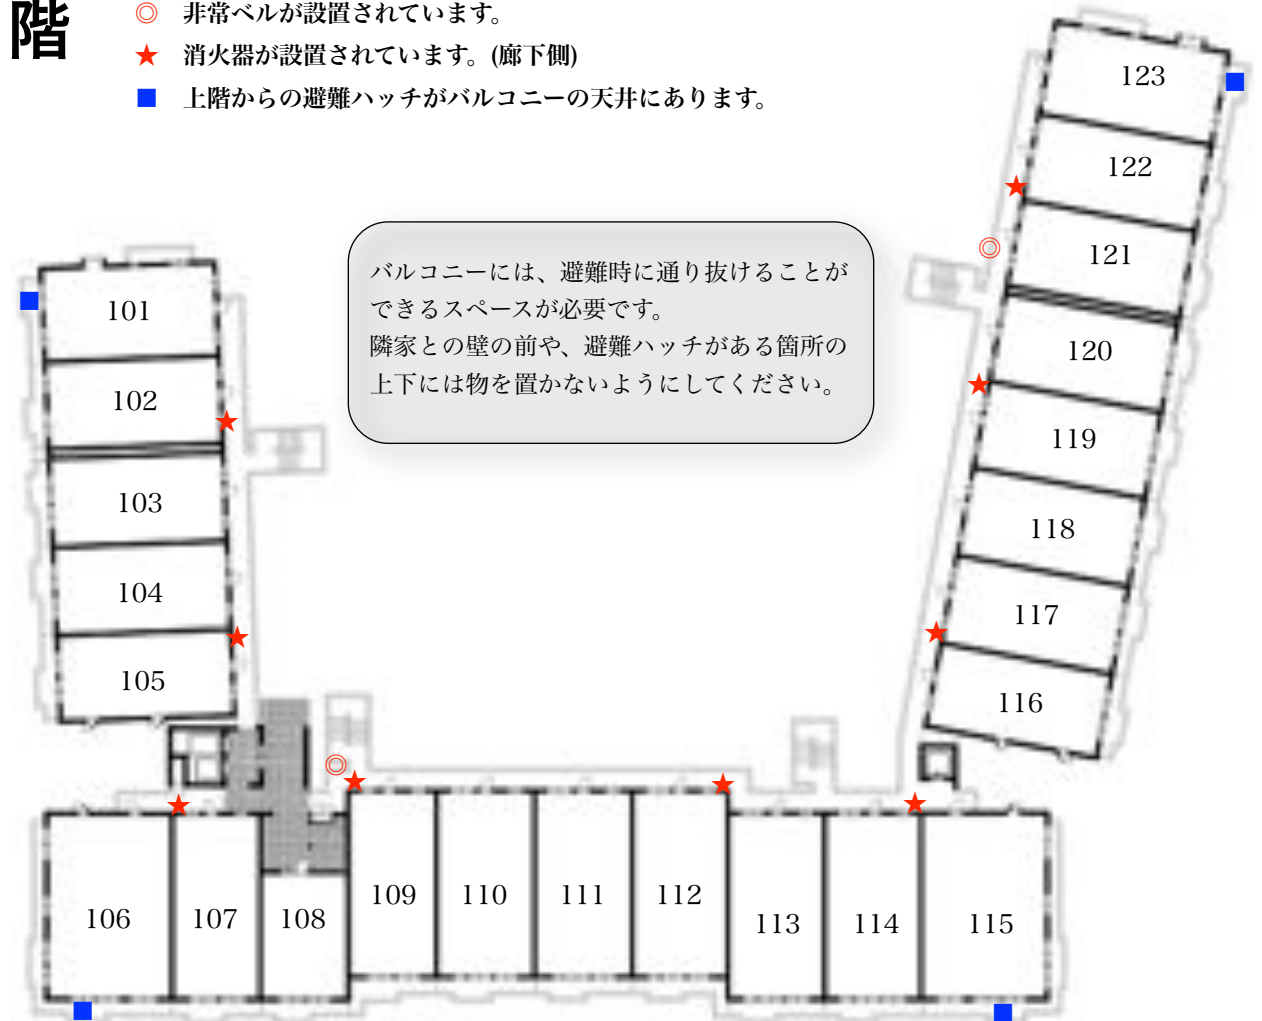 階
◎ 非常ベルが設置されています。
★ 消火器が設置されています。(廊下側)
■ 上階からの避難ハッチがバルコニーの天井にあります。
バルコニーには、避難時に通り抜けることが
できるスペースが必要です。
隣家との壁の前や、避難ハッチがある箇所の
上下には物を置かないようにしてください。
101
102
103
104
105
106
107
108
109
110
111
112
113
114
115
116
117
118
119
120
121
122
123